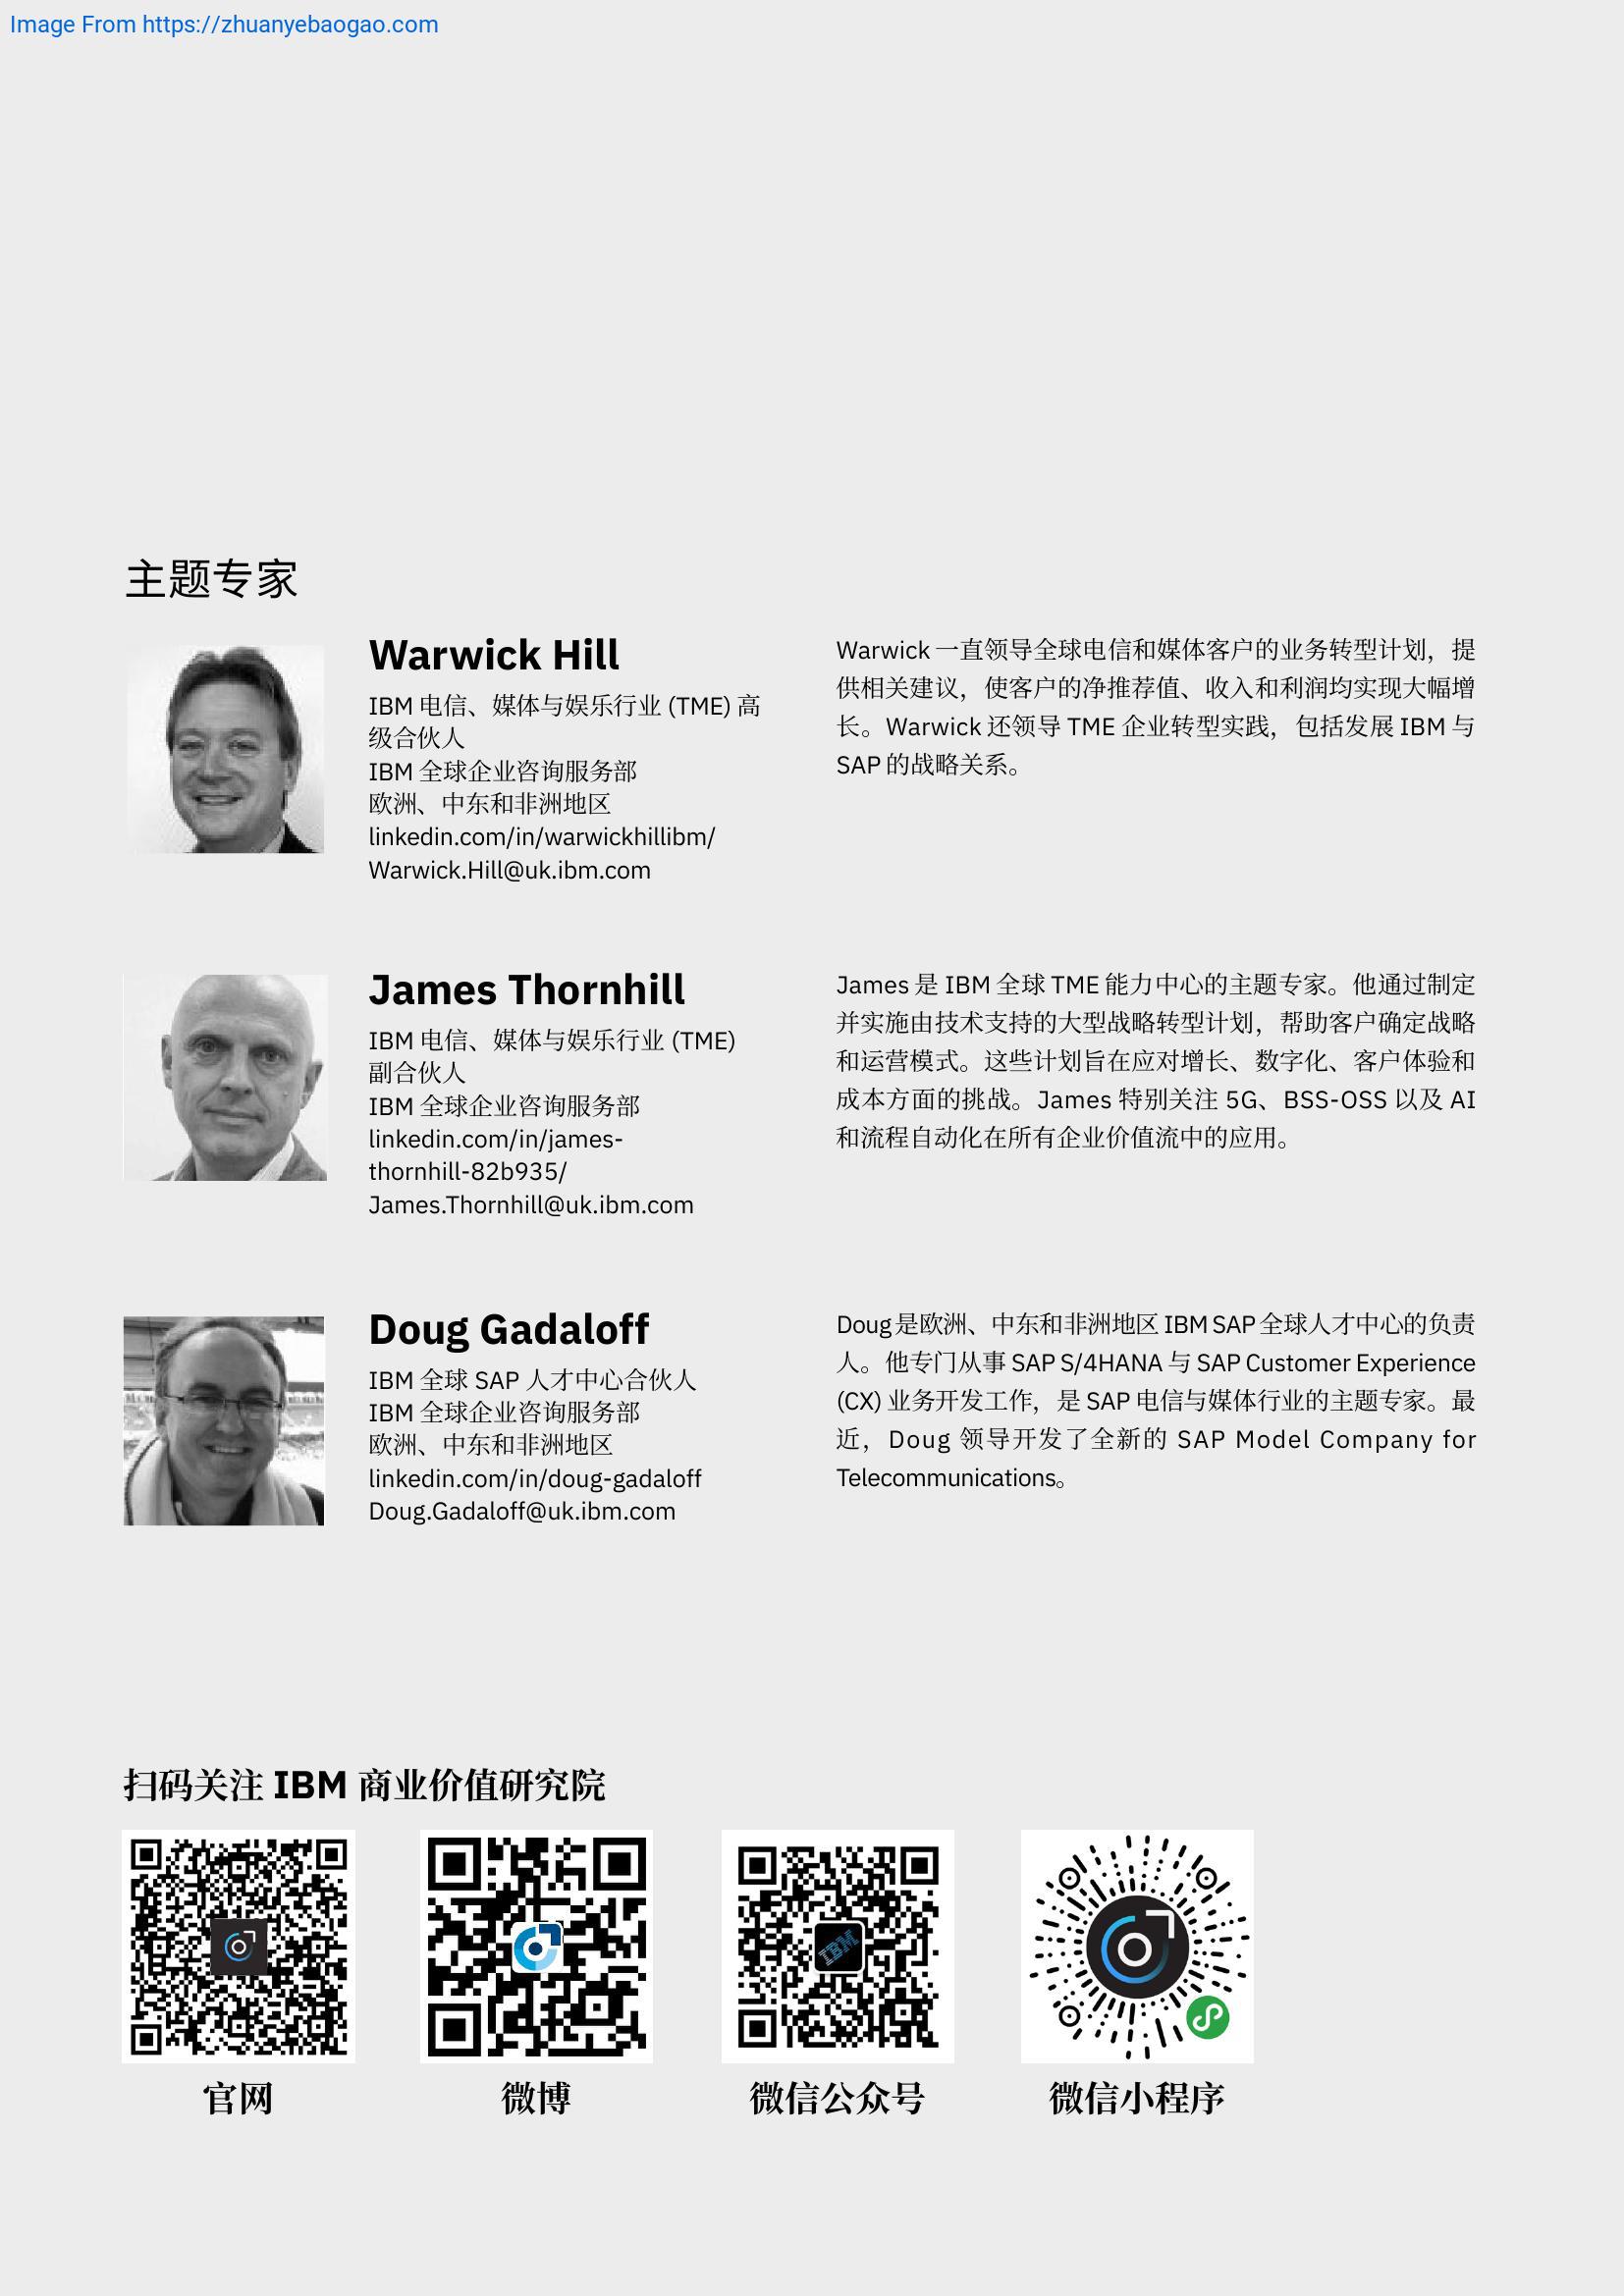 Image From https://zhuanyebaogao.com
主题专家
Warwick Hill
IBM 电信、媒体与娱乐行业 (TME) 高
级合伙人
IBM 全球企业咨询服务部
欧洲、中东和非洲地区
linkedin.com/in/warwickhillibm/
Warwick.Hill@uk.ibm.com
Warwick 一直领导全球电信和媒体客户的业务转型计划，提
供相关建议，使客户的净推荐值、收入和利润均实现大幅增
长。Warwick 还领导 TME 企业转型实践，包括发展 IBM 与
SAP 的战略关系。
James Thornhill
IBM 电信、媒体与娱乐行业 (TME)
副合伙人
IBM 全球企业咨询服务部
linkedin.com/in/james-
thornhill-82b935/
James.Thornhill@uk.ibm.com
James 是 IBM 全球 TME 能力中心的主题专家。他通过制定
并实施由技术支持的大型战略转型计划，帮助客户确定战略
和运营模式。这些计划旨在应对增长、数字化、客户体验和
成本方面的挑战。James 特别关注 5G、BSS-OSS 以及 AI
和流程自动化在所有企业价值流中的应用。
Doug Gadaloff
IBM 全球 SAP 人才中心合伙人
IBM 全球企业咨询服务部
欧洲、中东和非洲地区
linkedin.com/in/doug-gadaloff
Doug.Gadaloff@uk.ibm.com
Doug 是欧洲、中东和非洲地区 IBM SAP 全球人才中心的负责
人。他专门从事 SAP S/4HANA 与 SAP Customer Experience
(CX) 业务开发工作，是 SAP 电信与媒体行业的主题专家。最
近，Doug 领导开发了全新的 SAP Model Company for
Telecommunications。
扫码关注 IBM 商业价值研究院
IBM
官网
微博
微信公众号
微信小程序